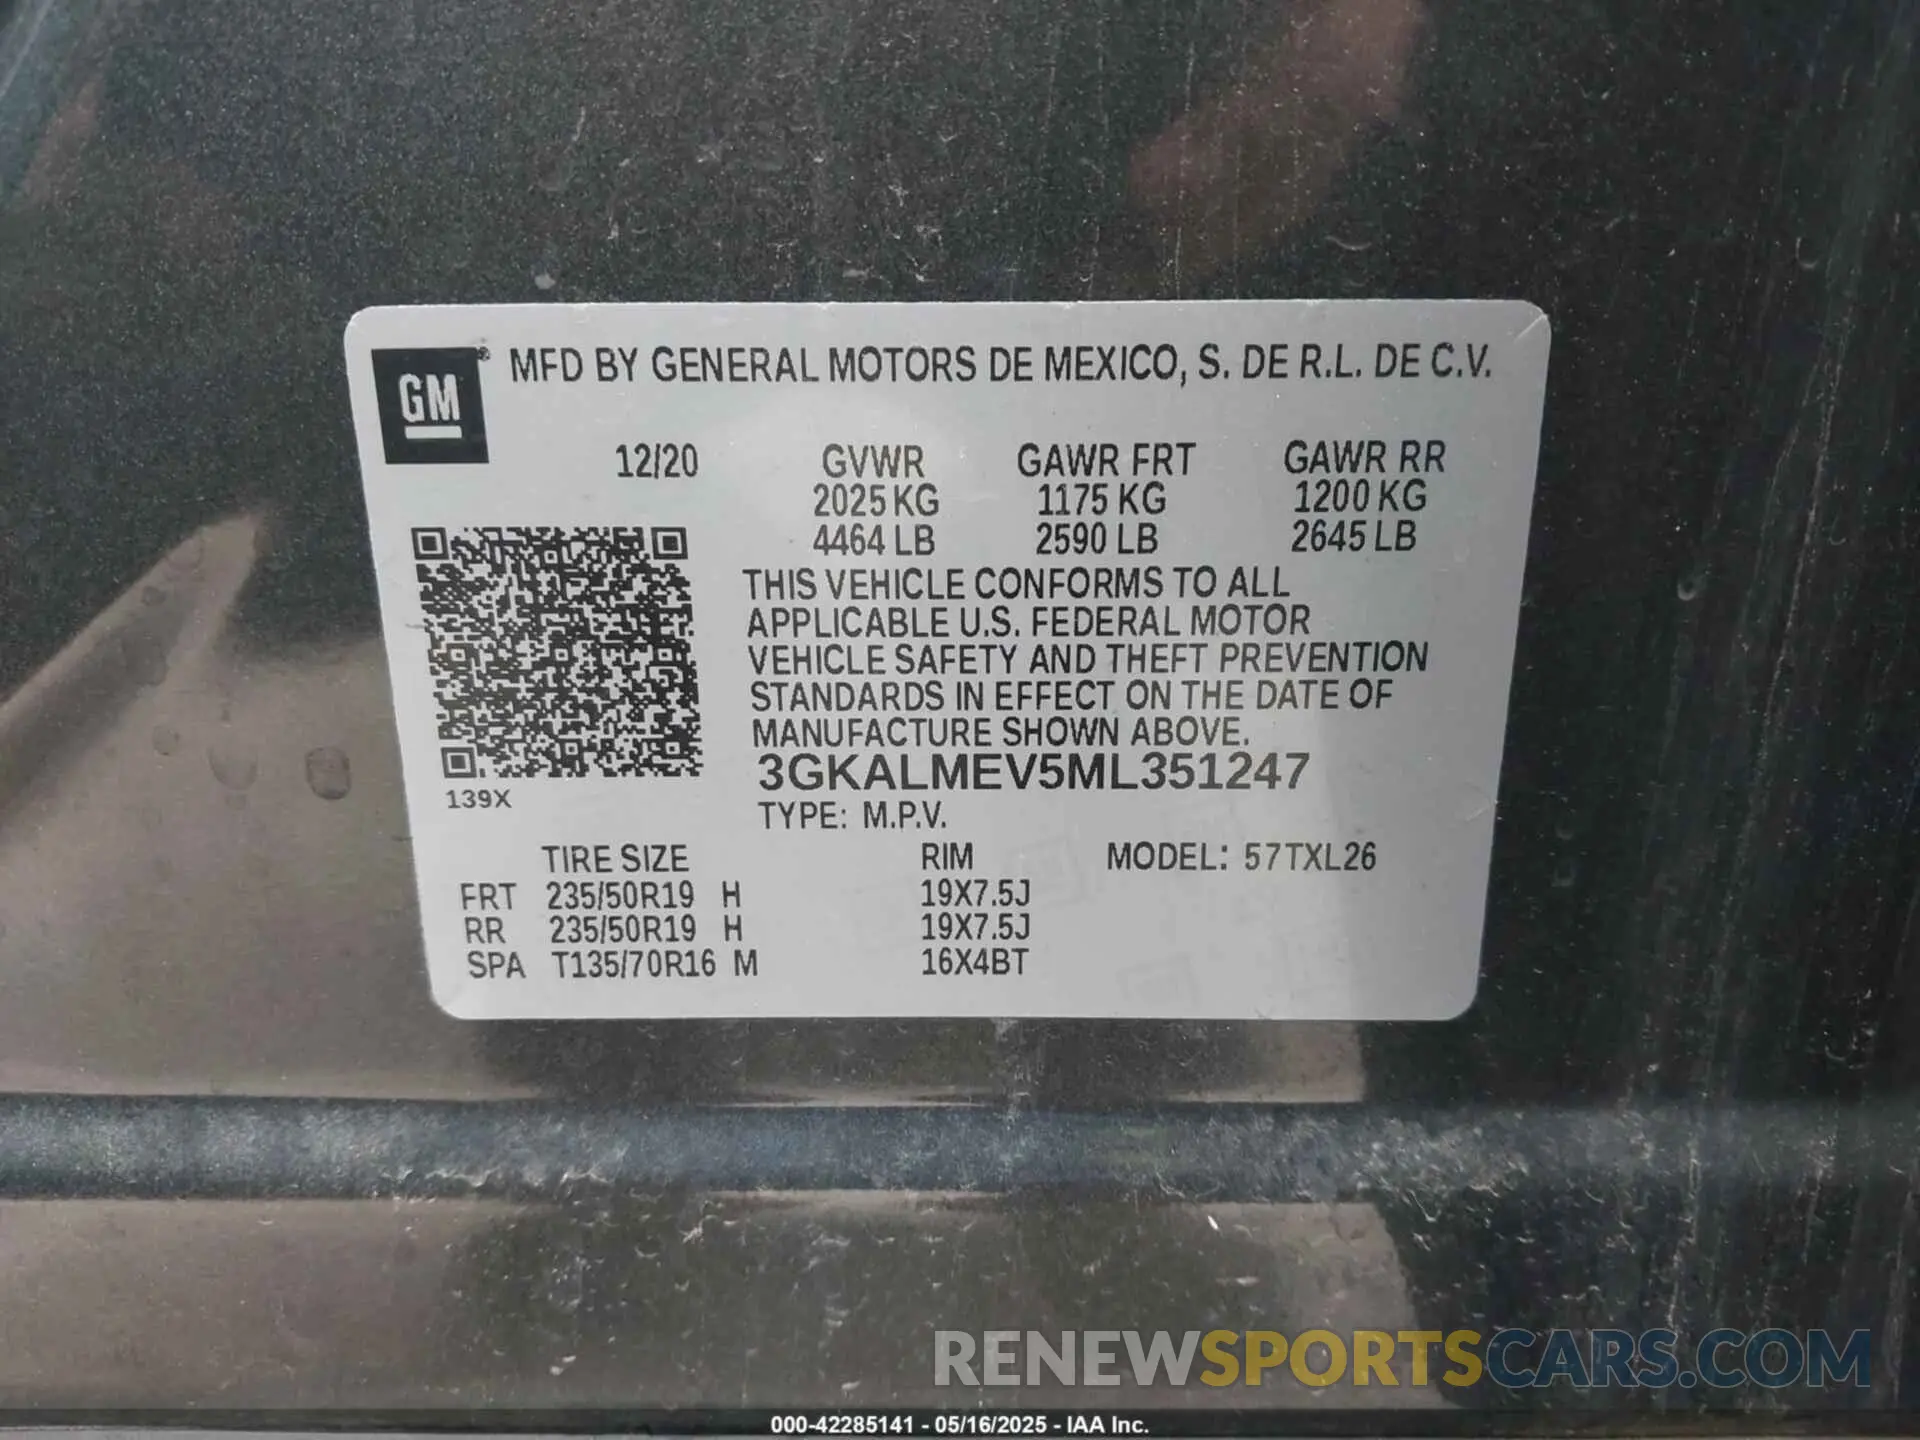 GM® MFD BY GENERAL MOTORS DE MEXICO, S. DE R.L. DE C.V.
12/20 GVWR GAWR FRT GAWR RR
2025 KG 1175 KG 1200 KG
4464 LB 2590 LB 2645 LB
THIS VEHICLE CONFORMS TO ALL
APPLICABLE U.S. FEDERAL MOTOR
VEHICLE SAFETY AND THEFT PREVENTION
STANDARDS IN EFFECT ON THE DATE OF
MANUFACTURE SHOWN ABOVE.
3GKALMEV5ML351247
139X
TYPE: M.P.V.
TIRE SIZE RIM MODEL: 57TXL26
FRT 235/50R19 H 19X7.5J
RR 235/50R19 H 19X7.5J
SPA T135/70R16 M 16X4BT
RENEWSPORTSCARS.COM
000-42285141 - 05/16/2025 - IAA Inc.